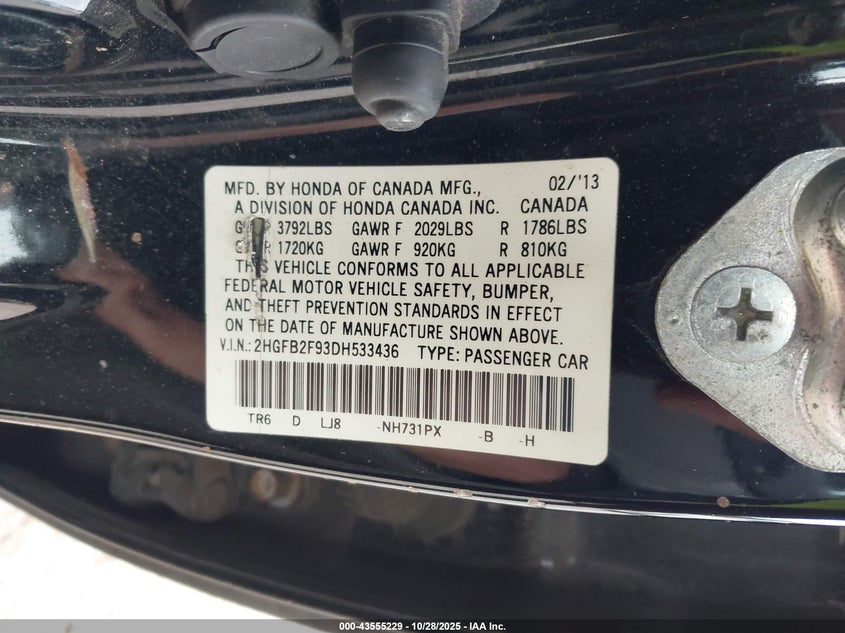 MFD. BY HONDA OF CANADA MFG., 02/'13
A DIVISION OF HONDA CANADA INC. CANADA
3792LBS GAWR F 2029LBS R 1786LBS
1720KG GAWR F 920KG R 810KG
THIS VEHICLE CONFORMS TO ALL APPLICABLE
FEDERAL MOTOR VEHICLE SAFETY, BUMPER,
AND THEFT PREVENTION STANDARDS IN EFFECT
ON THE DATE OF MANUFACTURE SHOWN ABOVE.
V.I.N.: 2HGFB2F93DH533436 TYPE: PASSENGER CAR
TR6 D LJ8 -NH731PX -B -H
000-43555229 - 10/28/2025 - IAA Inc.